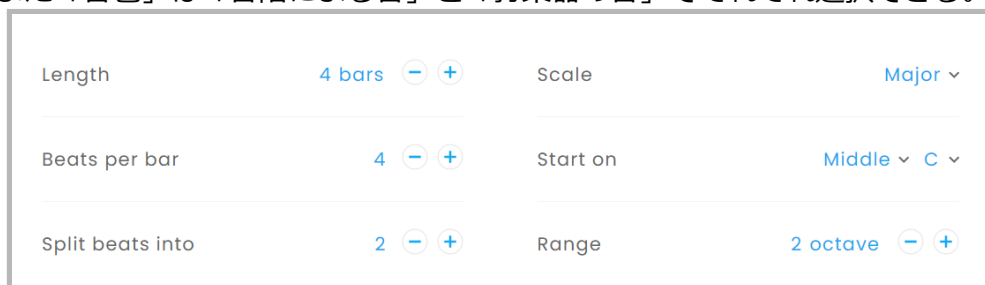 Length 4 bars − + Scale Major
Beats per bar 4 − + Start on Middle C
Split beats into 2 − + Range 2 octave − +